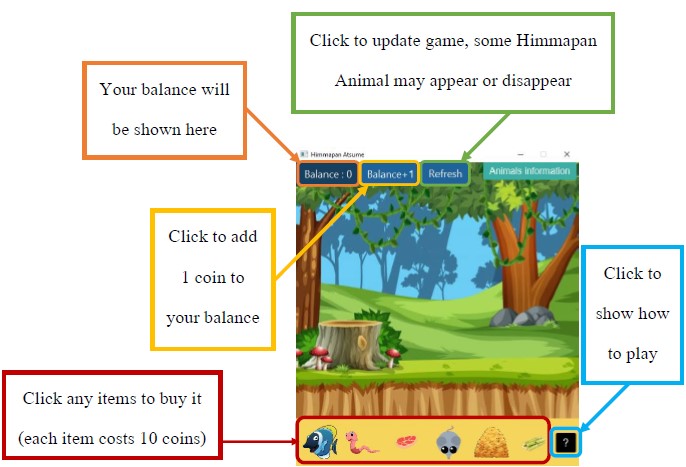 Click to update game, some Himmapan
Animal may appear or disappear
Your balance will
be shown here
Himmapan Atsume
Balance : 0
Balance+1
Refresh
Animals information
Click to add
1 coin to
your balance
Click to
show how
to play
Click any items to buy it
(each item costs 10 coins)
?